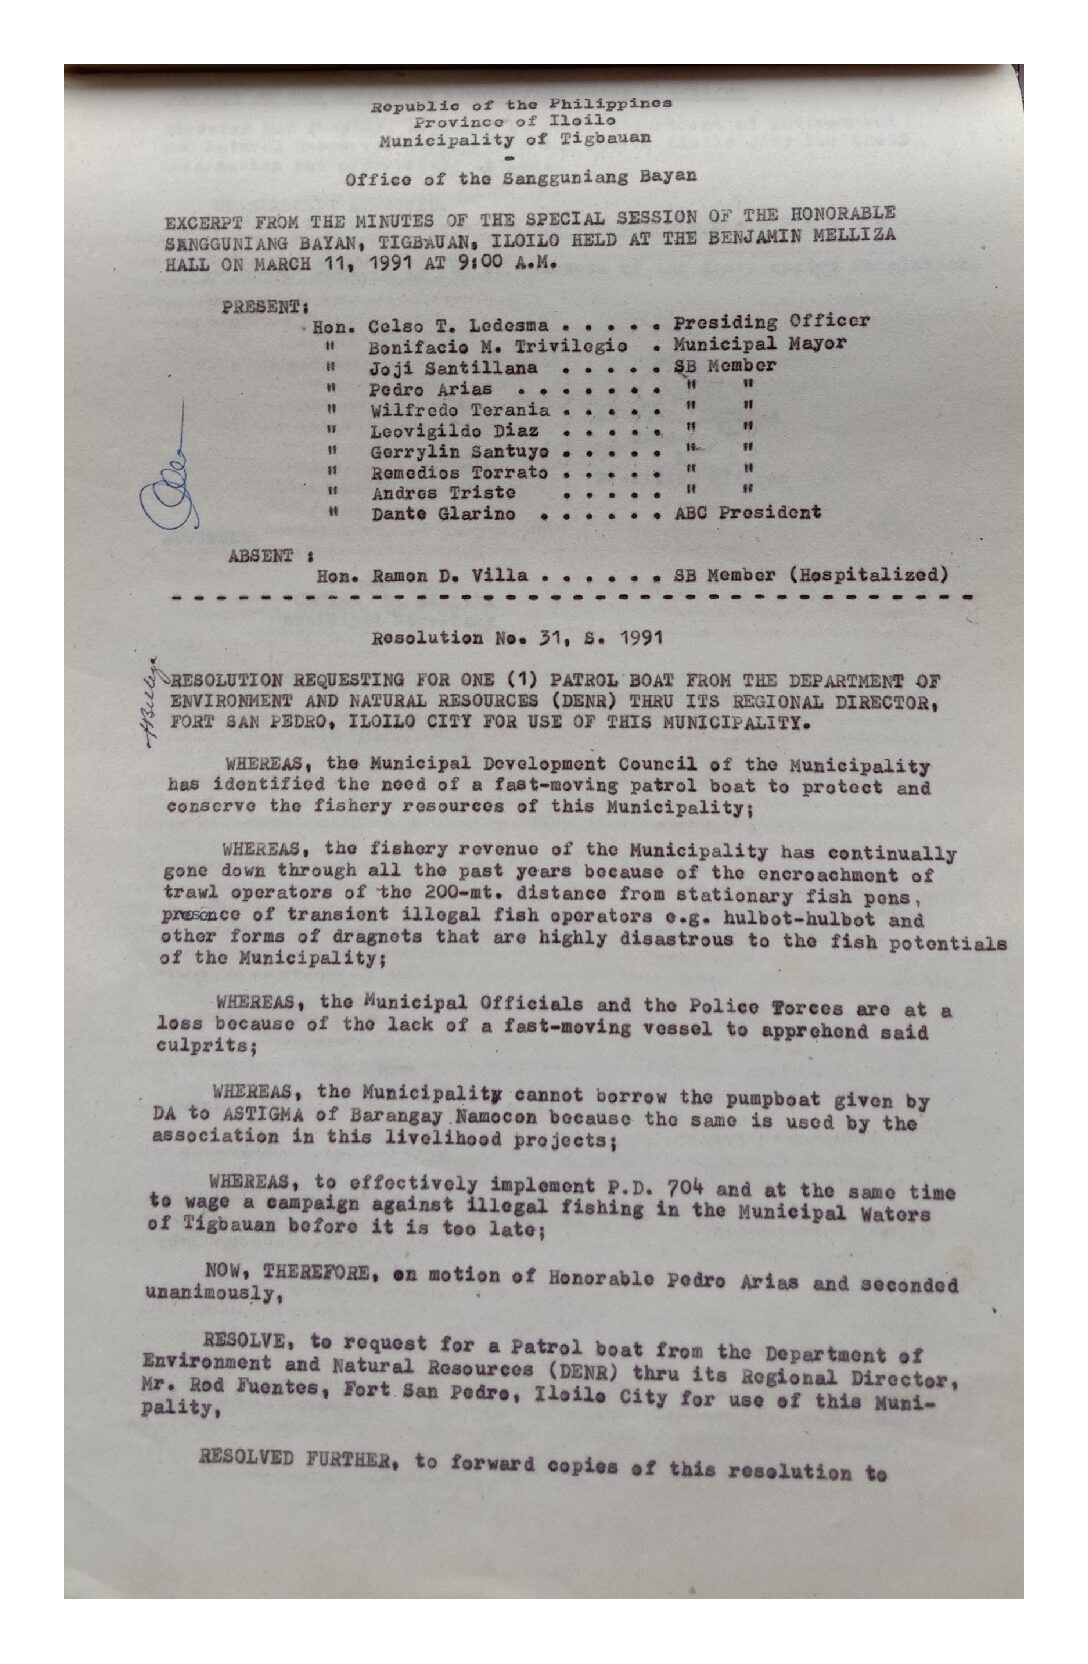 Republic of the Philippines
Province of Iloilo
Municipality of Tigbauan
-
Office of the Sangguniang Bayan
EXCERPT FROM THE MINUTES OF THE SPECIAL SESSION OF THE HONORABLE
SANGGUNIANG BAYAN, TIGBAUAN, ILOILO HELD AT THE BENJAMIN MELLIZA
HALL ON MARCH 11, 1991 AT 9:00 A.M.
PRESENT:
Hon. Celso T. Ledesma . . . . . Presiding Officer
" Bonifacio M. Trivilegio . Municipal Mayor
" Joji Santillana . . . . . SB Member
" Pedro Arias . . . . . . . " "
" Wilfredo Terania . . . . . " "
" Leovigildo Diaz . . . . . " "
" Gerrylin Santuyo . . . . . " "
" Remedios Torrato . . . . . " "
" Andres Triste . . . . . " "
" Dante Glarino . . . . . . ABC President
ABSENT :
Hon. Ramon D. Villa . . . . . . SB Member (Hospitalized)
- - - - - - - - - - - - - - - - - - - - - - - - - - - - - - - - - - - -
Resolution No. 31, S. 1991
RESOLUTION REQUESTING FOR ONE (1) PATROL BOAT FROM THE DEPARTMENT OF
ENVIRONMENT AND NATURAL RESOURCES (DENR) THRU ITS REGIONAL DIRECTOR,
FORT SAN PEDRO, ILOILO CITY FOR USE OF THIS MUNICIPALITY.
WHEREAS, the Municipal Development Council of the Municipality
has identified the need of a fast-moving patrol boat to protect and
conserve the fishery resources of this Municipality;
WHEREAS, the fishery revenue of the Municipality has continually
gone down through all the past years because of the encroachment of
trawl operators of the 200-mt. distance from stationary fish pens,
presence of transient illegal fish operators e.g. hulbot-hulbot and
other forms of dragnets that are highly disastrous to the fish potentials
of the Municipality;
WHEREAS, the Municipal Officials and the Police Forces are at a
loss because of the lack of a fast-moving vessel to apprehend said
culprits;
WHEREAS, the Municipality cannot borrow the pumpboat given by
DA to ASTIGMA of Barangay Namocon because the same is used by the
association in this livelihood projects;
WHEREAS, to effectively implement P.D. 704 and at the same time
to wage a campaign against illegal fishing in the Municipal Waters
of Tigbauan before it is too late;
NOW, THEREFORE, on motion of Honorable Pedro Arias and seconded
unanimously,
RESOLVE, to request for a Patrol boat from the Department of
Environment and Natural Resources (DENR) thru its Regional Director,
Mr. Rod Fuentes, Fort San Pedro, Iloilo City for use of this Muni-
pality,
RESOLVED FURTHER, to forward copies of this resolution to